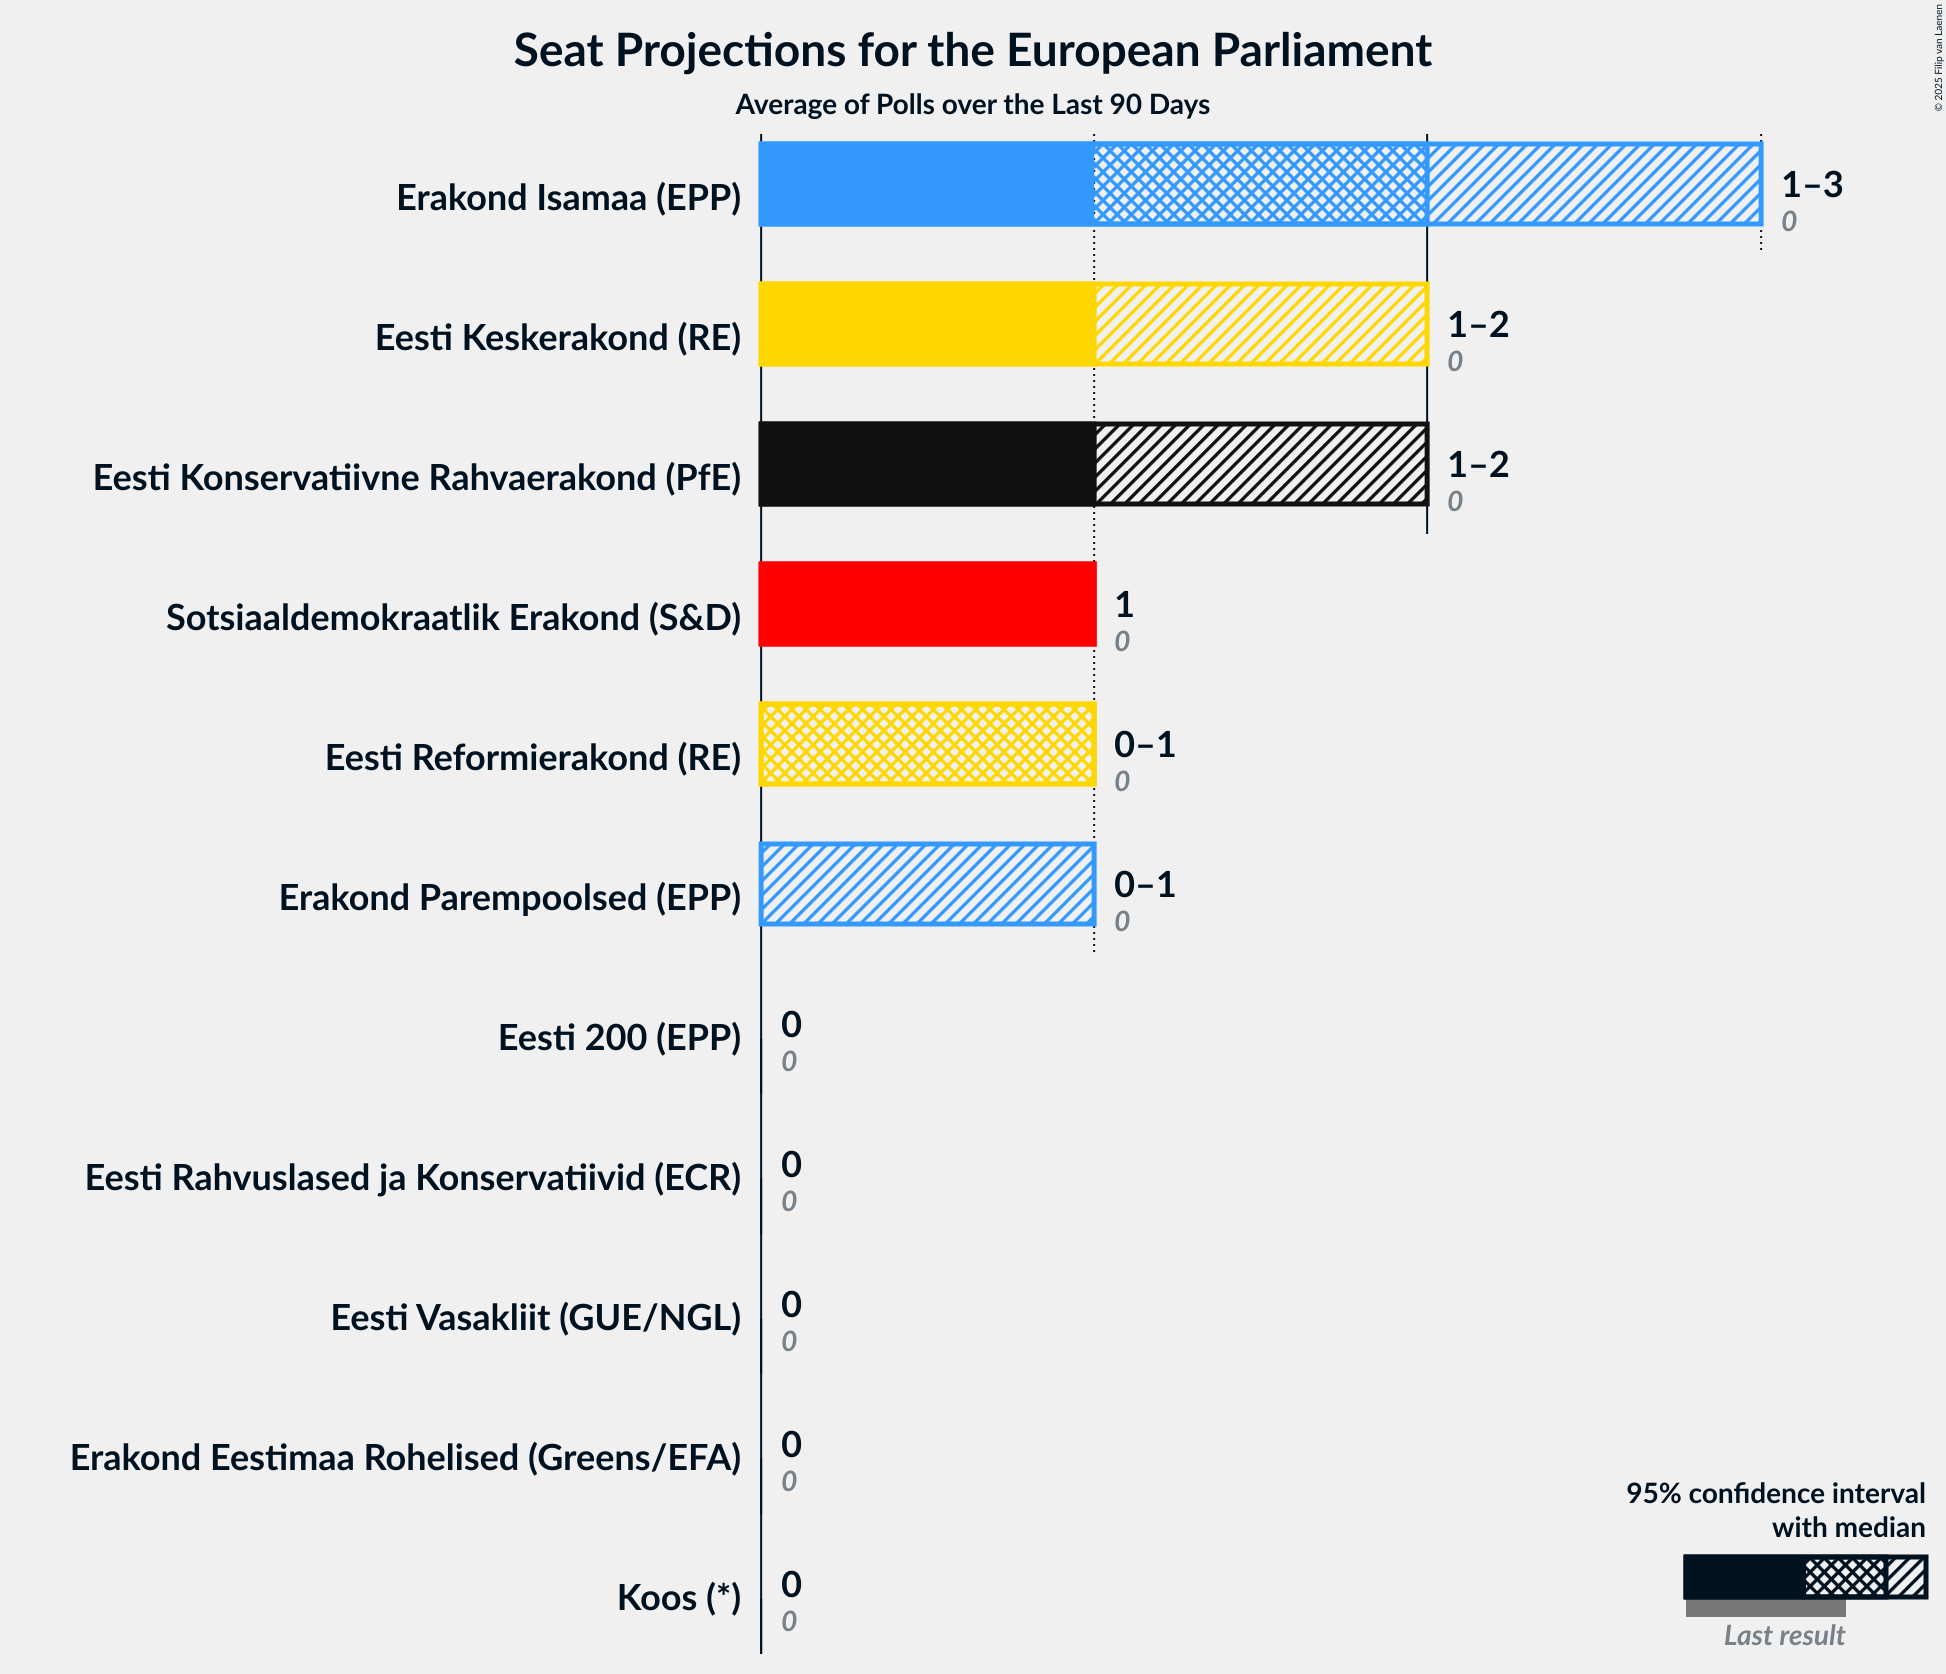 Seat Projections for the European Parliament
Average of Polls over the Last 90 Days
© 2025 Filip van Laenen
Erakond Isamaa (EPP)
1–3
0
Eesti Keskerakond (RE)
1–2
0
Eesti Konservatiivne Rahvaerakond (PfE)
1–2
0
Sotsiaaldemokraatlik Erakond (S&D)
1
0
Eesti Reformierakond (RE)
0–1
0
Erakond Parempoolsed (EPP)
0–1
0
Eesti 200 (EPP)
0
0
Eesti Rahvuslased ja Konservatiivid (ECR)
0
0
Eesti Vasakliit (GUE/NGL)
0
0
Erakond Eestimaa Rohelised (Greens/EFA)
0
0
Koos (*)
0
0
95% confidence interval
with median
Last result